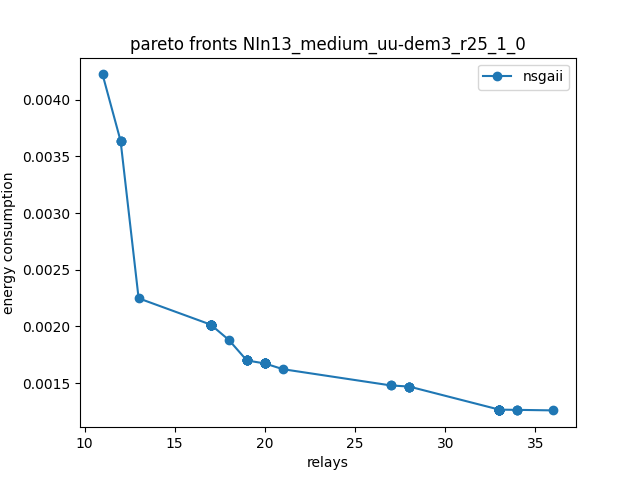 pareto fronts NIn13_medium_uu-dem3_r25_1_0
nsgaii
0.0040
0.0035
0.0030
0.0025
0.0020
0.0015
energy consumption
10 15 20 25 30 35
relays